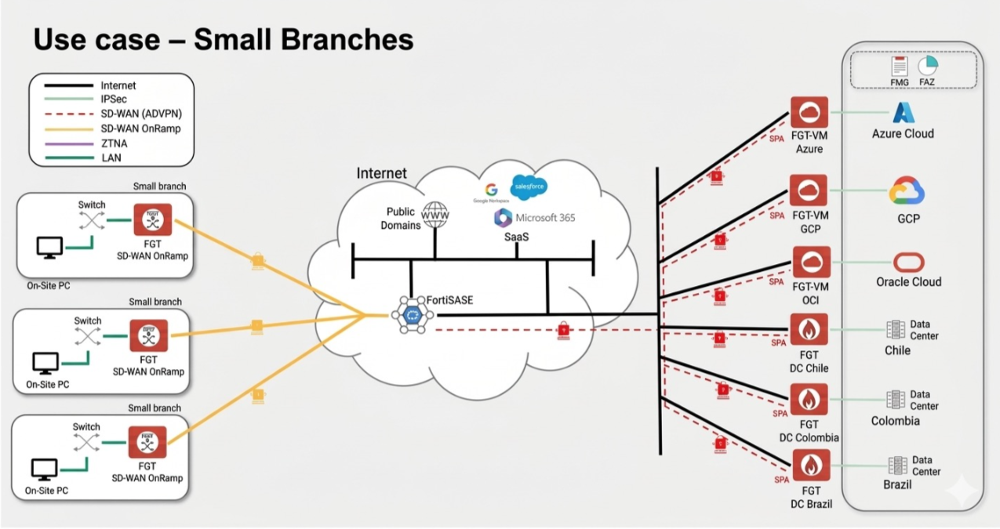 Use case – Small Branches
Internet
IPSec
SD-WAN (ADVPN)
SD-WAN OnRamp
ZTNA
LAN
Small branch
Switch
FGT
SD-WAN OnRamp
On-Site PC
Small branch
Switch
FGT
SD-WAN OnRamp
On-Site PC
Small branch
Switch
FGT
SD-WAN OnRamp
On-Site PC
Internet
Public
Domains
WWW
Google Workspace
salesforce
Microsoft 365
SaaS
FortiSASE
SPA
FGT-VM
Azure
SPA
FGT-VM
GCP
SPA
FGT-VM
OCI
SPA
FGT
DC Chile
SPA
FGT
DC Colombia
SPA
FGT
DC Brazil
FMG
FAZ
Azure Cloud
GCP
Oracle Cloud
Data
Center
Chile
Data
Center
Colombia
Data
Center
Brazil